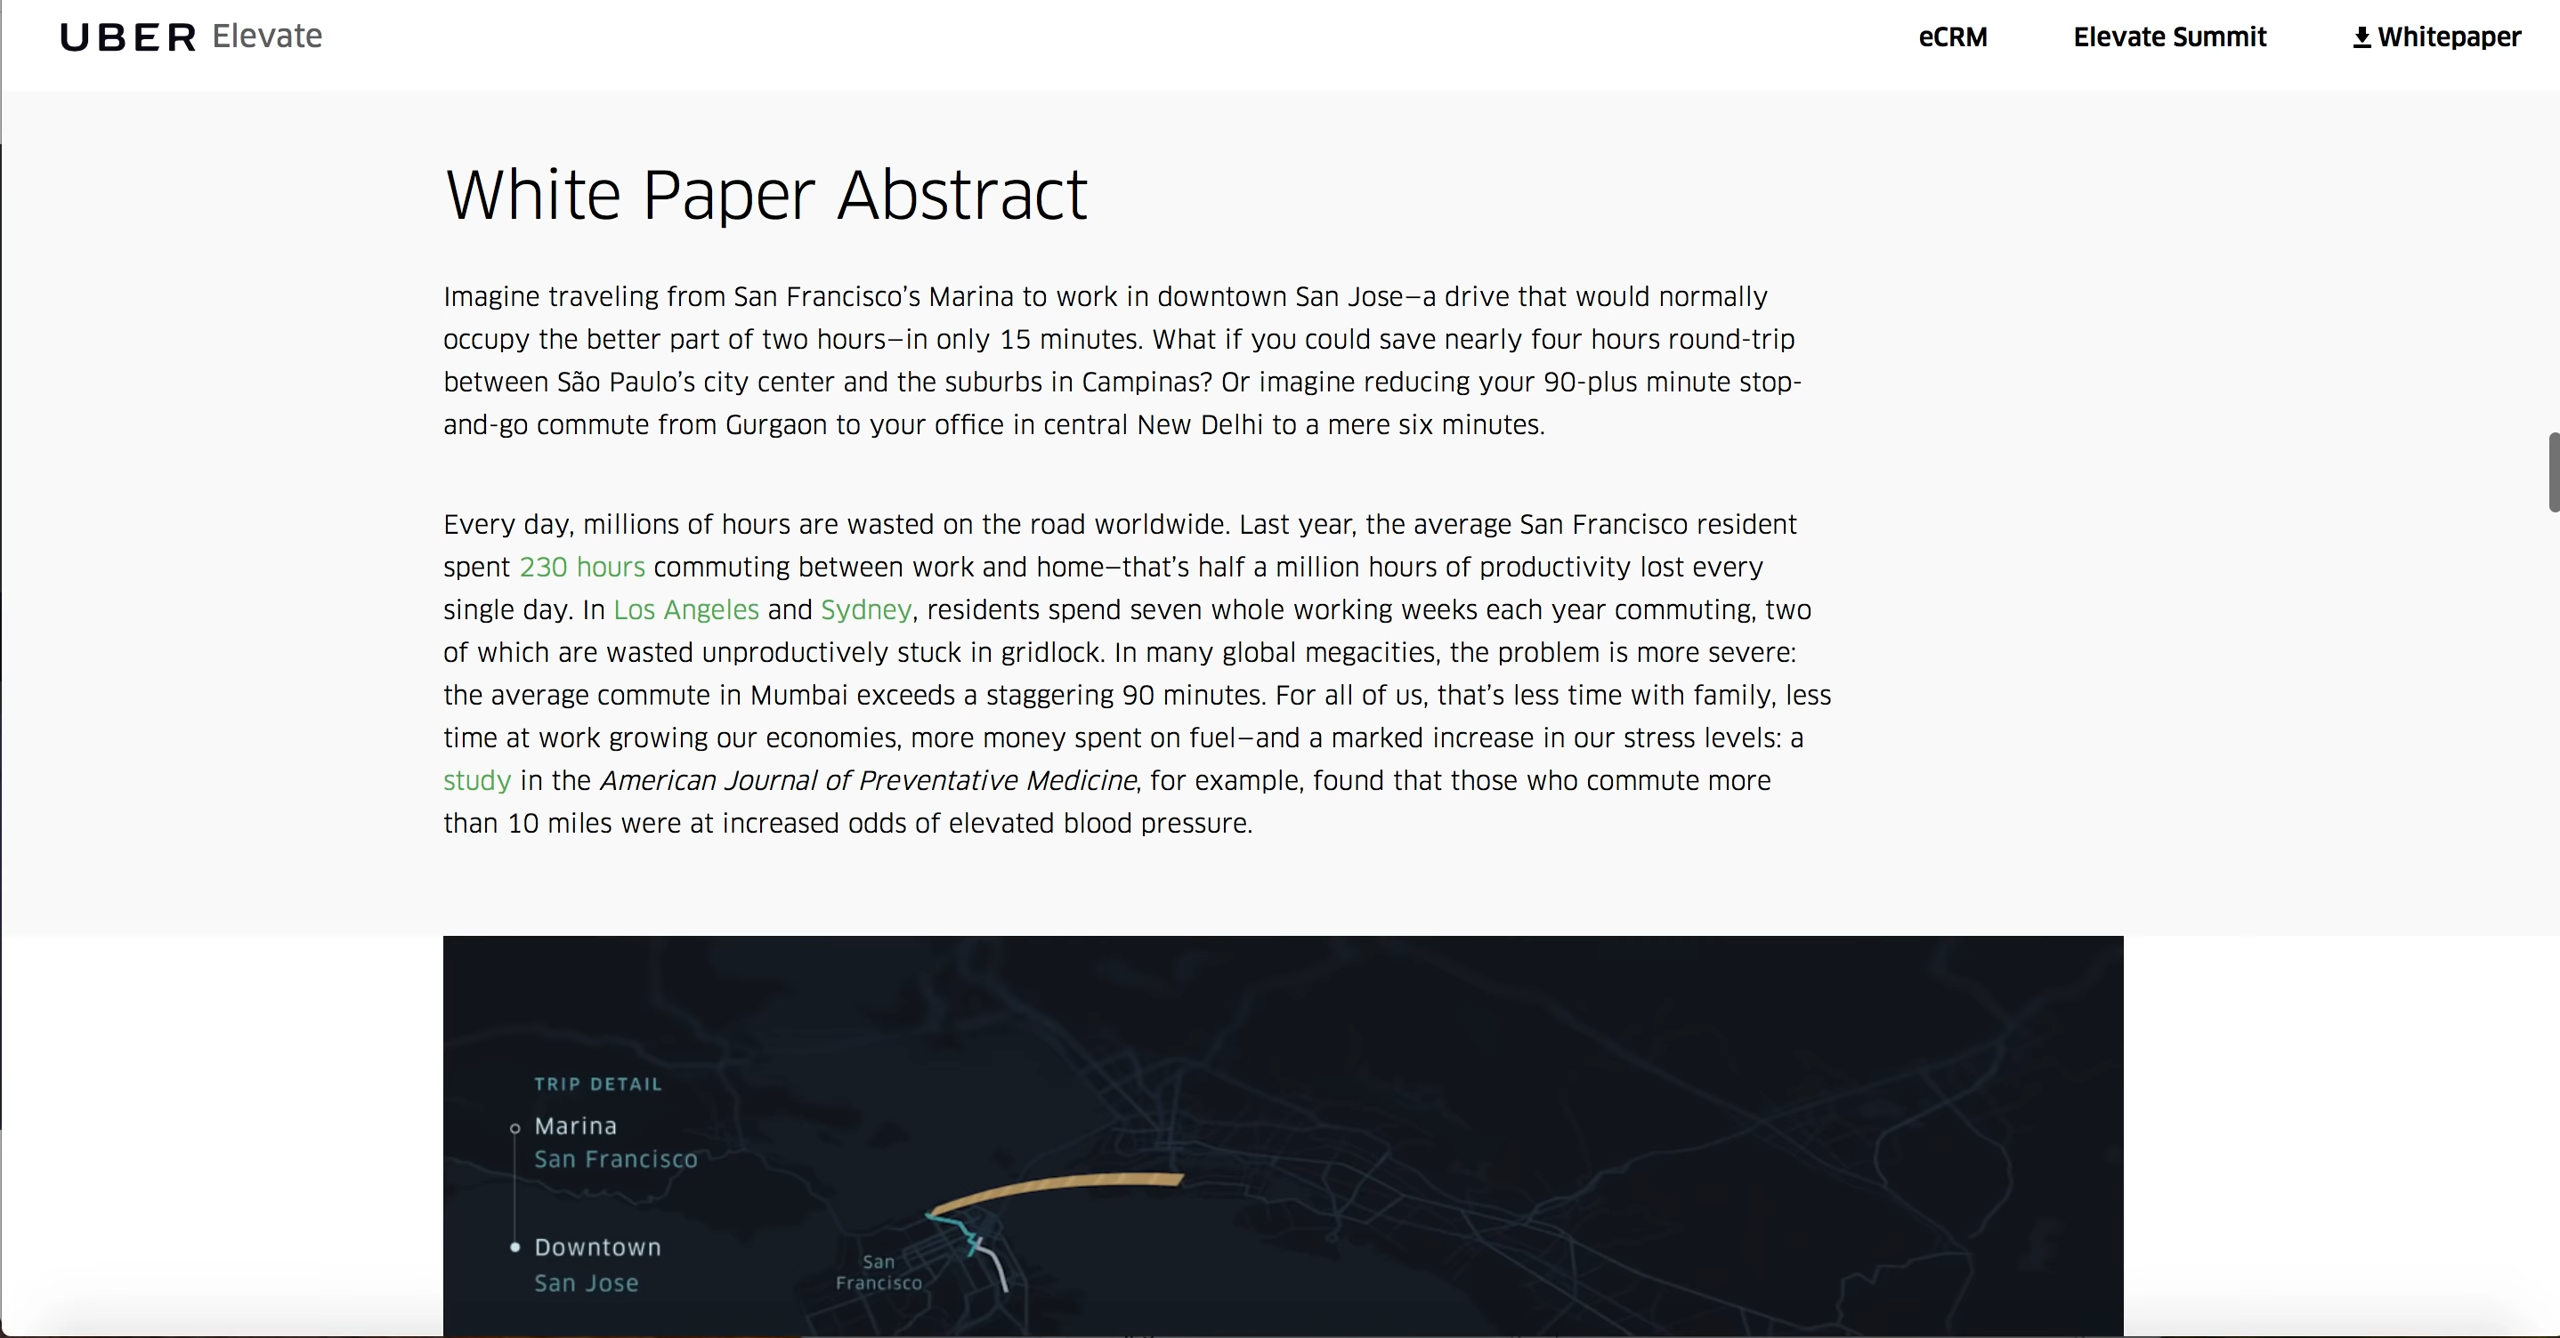 UBER Elevate
eCRM
Elevate Summit
Whitepaper
White Paper Abstract
Imagine traveling from San Francisco’s Marina to work in downtown San Jose—a drive that would normally
occupy the better part of two hours—in only 15 minutes. What if you could save nearly four hours round-trip
between São Paulo’s city center and the suburbs in Campinas? Or imagine reducing your 90-plus minute stop-
and-go commute from Gurgaon to your office in central New Delhi to a mere six minutes.
Every day, millions of hours are wasted on the road worldwide. Last year, the average San Francisco resident
spent 230 hours commuting between work and home—that’s half a million hours of productivity lost every
single day. In Los Angeles and Sydney, residents spend seven whole working weeks each year commuting, two
of which are wasted unproductively stuck in gridlock. In many global megacities, the problem is more severe:
the average commute in Mumbai exceeds a staggering 90 minutes. For all of us, that’s less time with family, less
time at work growing our economies, more money spent on fuel—and a marked increase in our stress levels: a
study in the American Journal of Preventative Medicine, for example, found that those who commute more
than 10 miles were at increased odds of elevated blood pressure.
TRIP DETAIL
Marina
San Francisco
Downtown
San Jose
San
Francisco